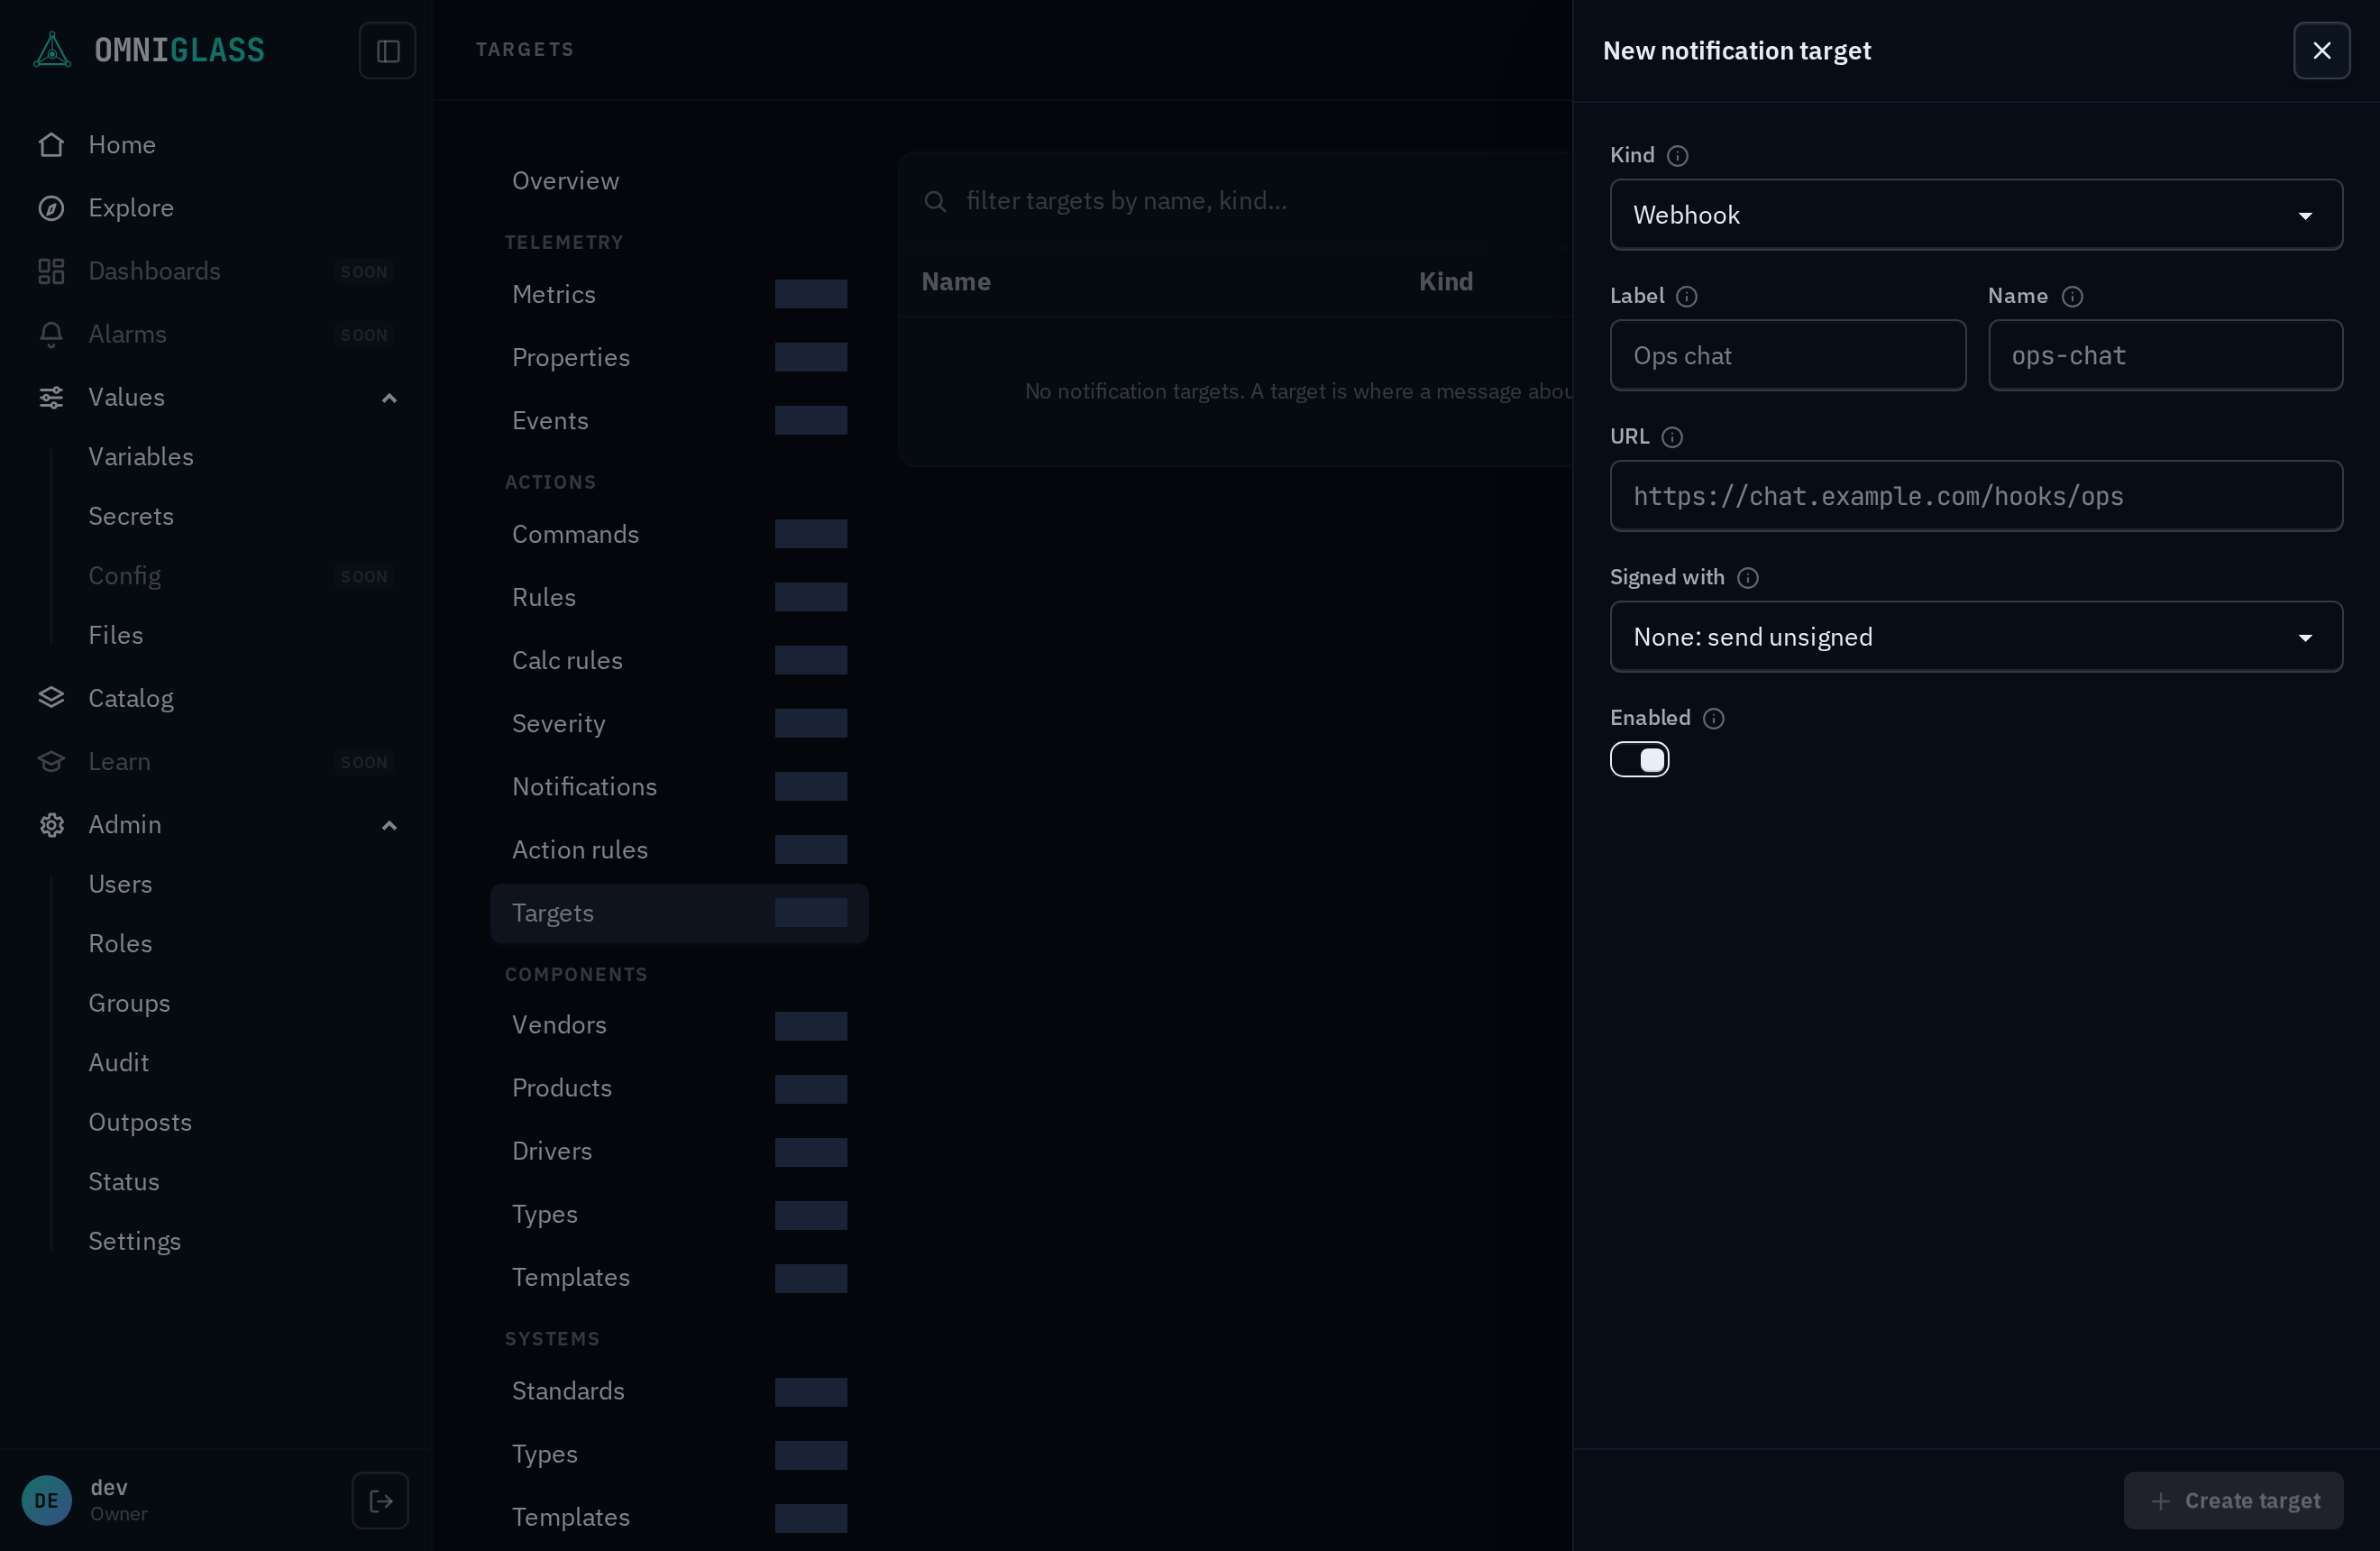 OMNIGLASS
Home
Explore
Dashboards SOON
Alarms SOON
Values
Variables
Secrets
Config SOON
Files
Catalog
Learn SOON
Admin
Users
Roles
Groups
Audit
Outposts
Status
Settings
DE
dev
Owner
TARGETS
Overview
TELEMETRY
Metrics
Properties
Events
ACTIONS
Commands
Rules
Calc rules
Severity
Notifications
Action rules
Targets
COMPONENTS
Vendors
Products
Drivers
Types
Templates
SYSTEMS
Standards
Types
Templates
filter targets by name, kind...
Name Kind
No notification targets. A target is where a message abou
New notification target
Kind
Webhook
Label Name
Ops chat ops-chat
URL
https://chat.example.com/hooks/ops
Signed with
None: send unsigned
Enabled
Create target